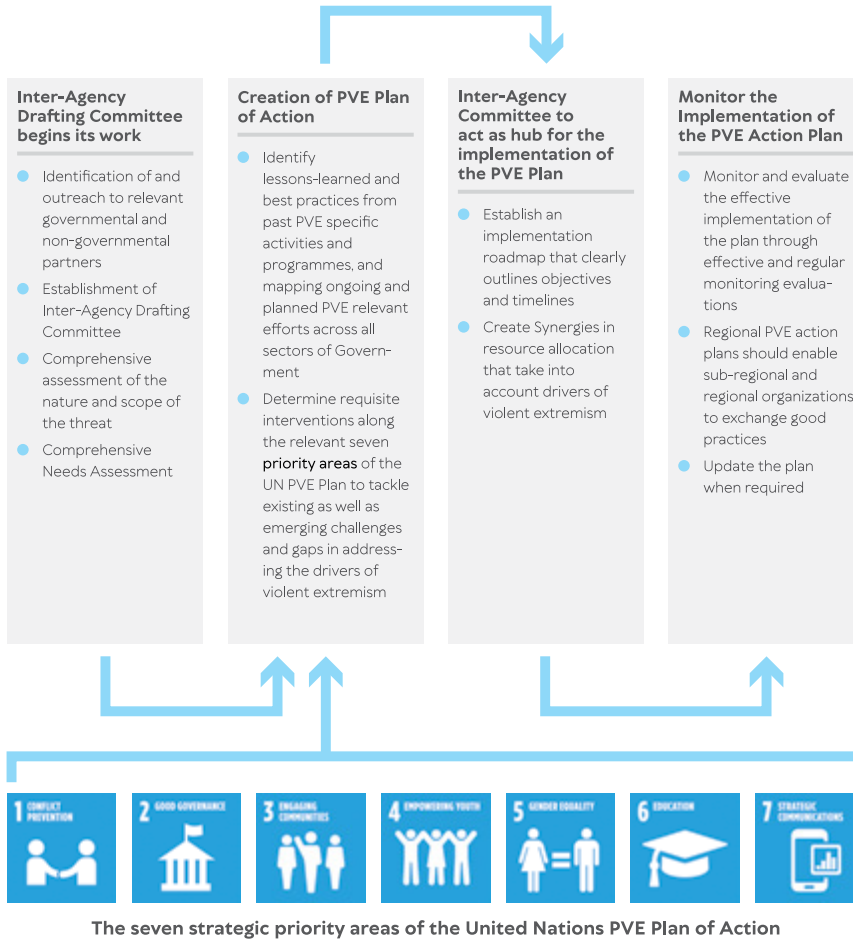 Inter-Agency
Drafting Committee
begins its work
Identification of and
outreach to relevant
governmental and
non-governmental
partners
Establishment of
Inter-Agency Drafting
Committee
Comprehensive
assessment of the
nature and scope of
the threat
Comprehensive
Needs Assessment
Creation of PVE Plan
of Action
Identify
lessons-learned and
best practices from
past PVE specific
activities and
programmes, and
mapping ongoing and
planned PVE relevant
efforts across all
sectors of Govern-
ment
Determine requisite
interventions along
the relevant seven
priority areas of the
UN PVE Plan to tackle
existing as well as
emerging challenges
and gaps in address-
ing the drivers of
violent extremism
Inter-Agency
Committee to
act as hub for the
implementation of
the PVE Plan
Establish an
implementation
roadmap that clearly
outlines objectives
and timelines
Create Synergies in
resource allocation
that take into
account drivers of
violent extremism
Monitor the
Implementation of
the PVE Action Plan
Monitor and evaluate
the effective
implementation of
the plan through
effective and regular
monitoring evalua-
tions
Regional PVE action
plans should enable
sub-regional and
regional organizations
to exchange good
practices
Update the plan
when required
1 CONFLICT
PREVENTION
2 GOOD GOVERNANCE
3 ENGAGING
COMMUNITIES
4 EMPOWERING YOUTH
5 GENDER EQUALITY
6 EDUCATION
7 STRATEGIC
COMMUNICATIONS
The seven strategic priority areas of the United Nations PVE Plan of Action